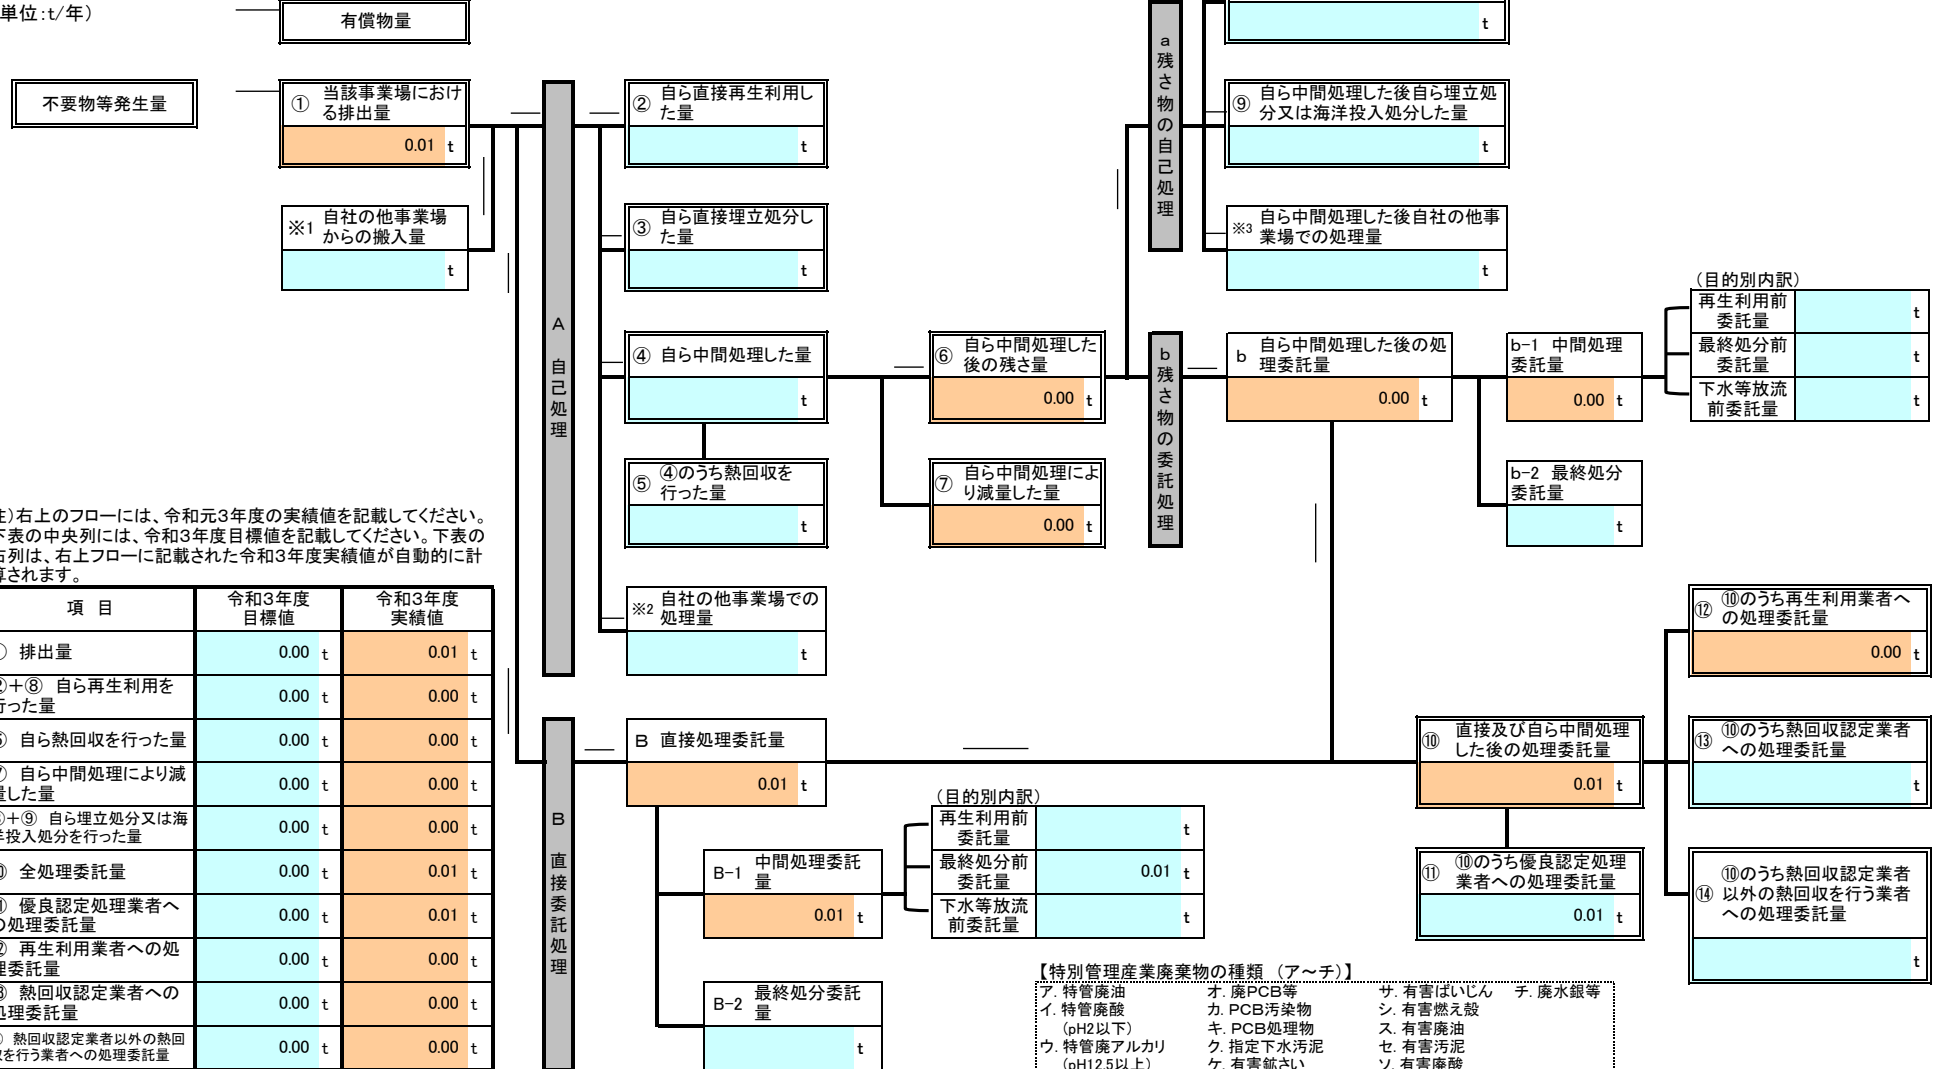 単位:t/年）
有償物量
t
不要物等発生量
① 当該事業場におけ
る排出量
0.01 t
※1 自社の他事業場
からの搬入量
t
A 自己処理
② 自ら直接再生利用し
た量
t
③ 自ら直接埋立処分し
た量
t
④ 自ら中間処理した量
t
⑤ ④のうち熱回収を
行った量
t
※2 自社の他事業場での
処理量
t
⑥ 自ら中間処理した
後の残さ量
0.00 t
⑦ 自ら中間処理によ
り減量した量
0.00 t
a 残さ物の自己処理
⑨ 自ら中間処理した後自ら埋立処
分又は海洋投入処分した量
t
※3 自ら中間処理した後自社の他事
業場での処理量
t
b 残さ物の委託処理
b 自ら中間処理した後の処
理委託量
0.00 t
b-1 中間処理
委託量
0.00 t
b-2 最終処分
委託量
t
（目的別内訳）
再生利用前
委託量
t
最終処分前
委託量
t
下水等放流
前委託量
t
注）右上のフローには、令和元3年度の実績値を記載してください。
下表の中央列には、令和3年度目標値を記載してください。下表の
右列は、右上フローに記載された令和3年度実績値が自動的に計
算されます。
項 目
令和3年度
目標値
令和3年度
実績値
① 排出量 0.00 t 0.01 t
②＋⑧ 自ら再生利用を
行った量 0.00 t 0.00 t
⑤ 自ら熱回収を行った量 0.00 t 0.00 t
⑦ 自ら中間処理により減
量した量 0.00 t 0.00 t
③＋⑨ 自ら埋立処分又は海
洋投入処分を行った量 0.00 t 0.00 t
⑩ 全処理委託量 0.00 t 0.01 t
⑪ 優良認定処理業者へ
の処理委託量 0.00 t 0.01 t
⑫ 再生利用業者への処
理委託量 0.00 t 0.00 t
⑬ 熱回収認定業者への
処理委託量 0.00 t 0.00 t
⑭ 熱回収認定業者以外の熱回
収を行う業者への処理委託量 0.00 t 0.00 t
B 直接委託処理
B 直接処理委託量
0.01 t
B-1 中間処理委託
量
0.01 t
B-2 最終処分委託
量
t
（目的別内訳）
再生利用前
委託量
t
最終処分前
委託量
0.01 t
下水等放流
前委託量
t
⑩ 直接及び自ら中間処理
した後の処理委託量
0.01 t
⑪ ⑩のうち優良認定処理
業者への処理委託量
0.01 t
⑫ ⑩のうち再生利用業者へ
の処理委託量
0.00 t
⑬ ⑩のうち熱回収認定業者
への処理委託量
t
⑭ ⑩のうち熱回収認定業者
以外の熱回収を行う業者
への処理委託量
t
【特別管理産業廃棄物の種類 （ア～チ）】
ア. 特管廃油 オ. 廃PCB等 サ. 有害ばいじん チ. 廃水銀等
イ. 特管廃酸 カ. PCB汚染物 シ. 有害燃え殻
（pH2以下） キ. PCB処理物 ス. 有害廃油
ウ. 特管廃アルカリ ク. 指定下水汚泥 セ. 有害汚泥
（pH12.5以上） ケ. 有害鉱さい ソ. 有害廃酸